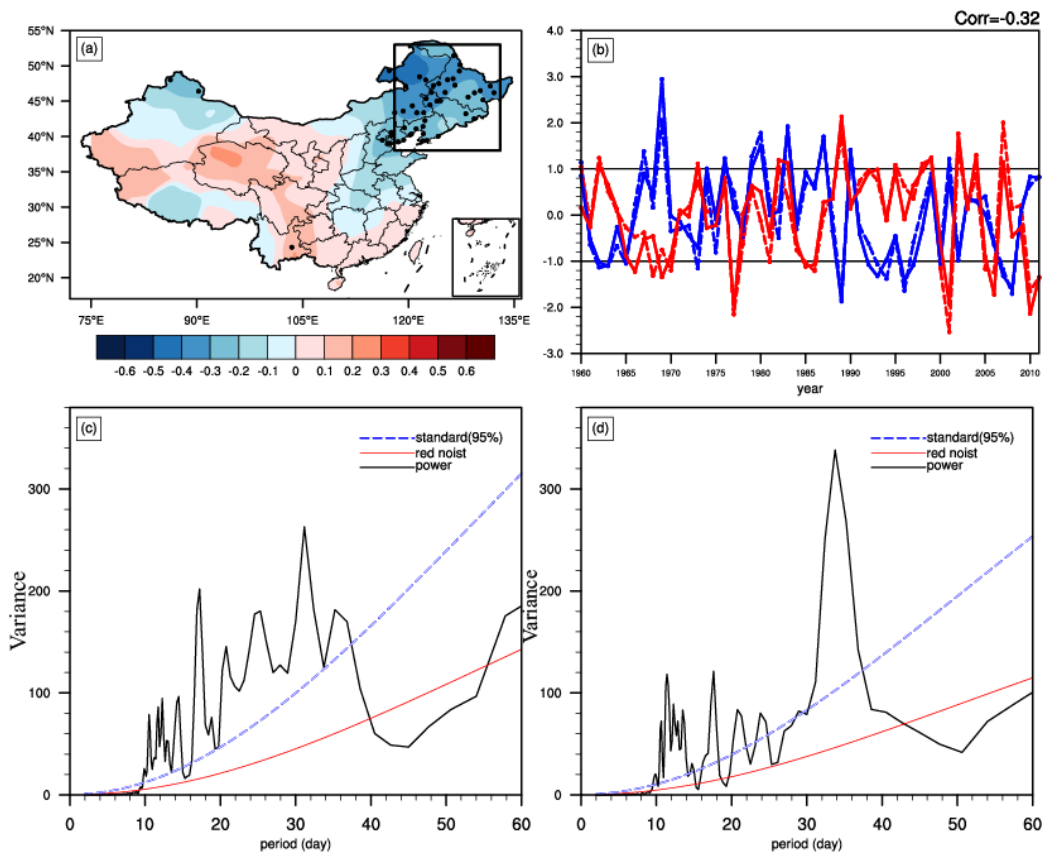 Corr=-0.32
(a)
55°N
50°N
45°N
40°N
35°N
30°N
25°N
20°N
75°E 90°E 105°E 120°E 135°E
-0.6 -0.5 -0.4 -0.3 -0.2 -0.1 0 0.1 0.2 0.3 0.4 0.5 0.6
(b)
4.0
3.0
2.0
1.0
0.0
-1.0
-2.0
-3.0
1960 1965 1970 1975 1980 1985 1990 1995 2000 2005 2010
year
(c)
standard(95%)
red noist
power
300
200
100
0
Variance
0 10 20 30 40 50 60
period (day)
(d)
standard(95%)
red noist
power
300
200
100
0
Variance
0 10 20 30 40 50 60
period (day)